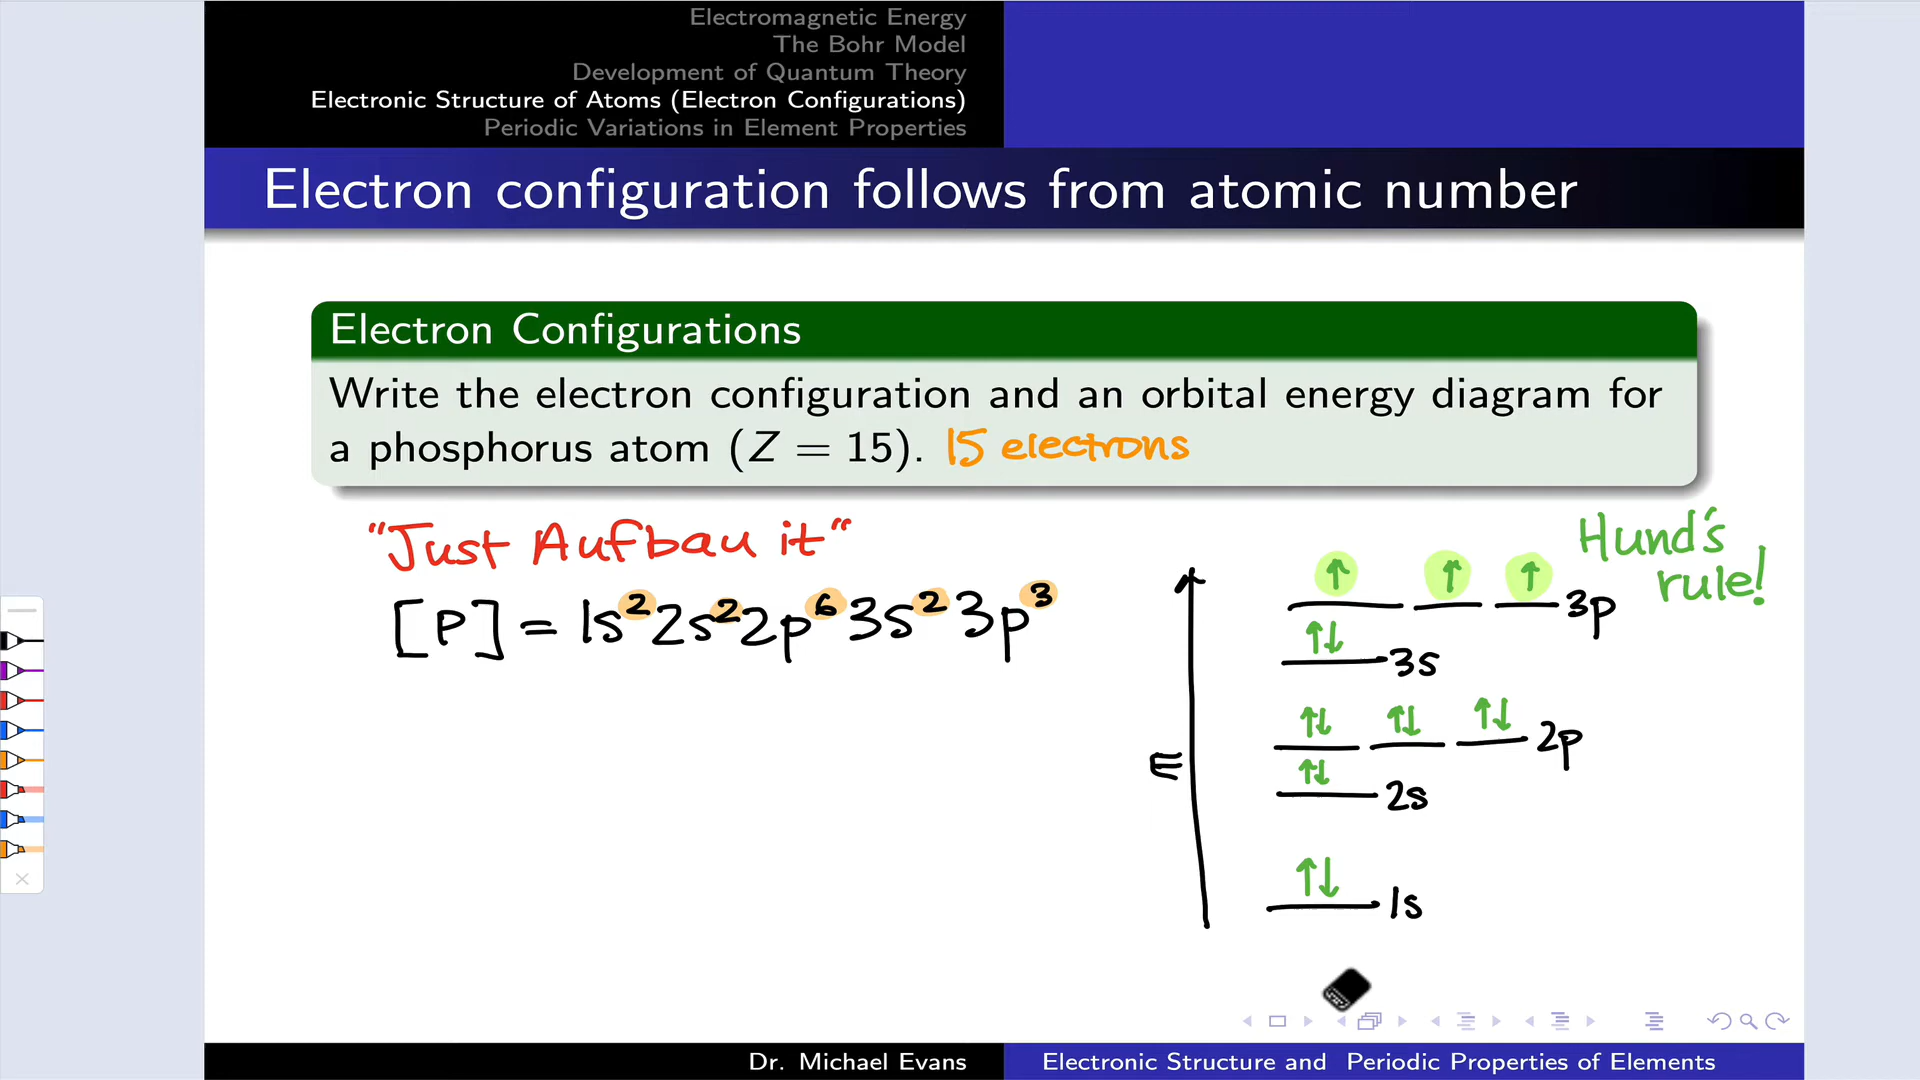 Electromagnetic Energy
The Bohr Model
Development of Quantum Theory
Electronic Structure of Atoms (Electron Configurations)
Periodic Variations in Element Properties
Electron configuration follows from atomic number
Electron Configurations
Write the electron configuration and an orbital energy diagram for
a phosphorus atom (Z = 15). 15 electrons
"Just Aufbau it"
[P] = 1s²2s²2p⁶3s²3p³
Hund's
rule!
↑ ↑ ↑ 3p
↑↓ 3s
↑↓ ↑↓ ↑↓ 2p
E
↑↓ 2s
↑↓ 1s
Dr. Michael Evans
Electronic Structure and Periodic Properties of Elements